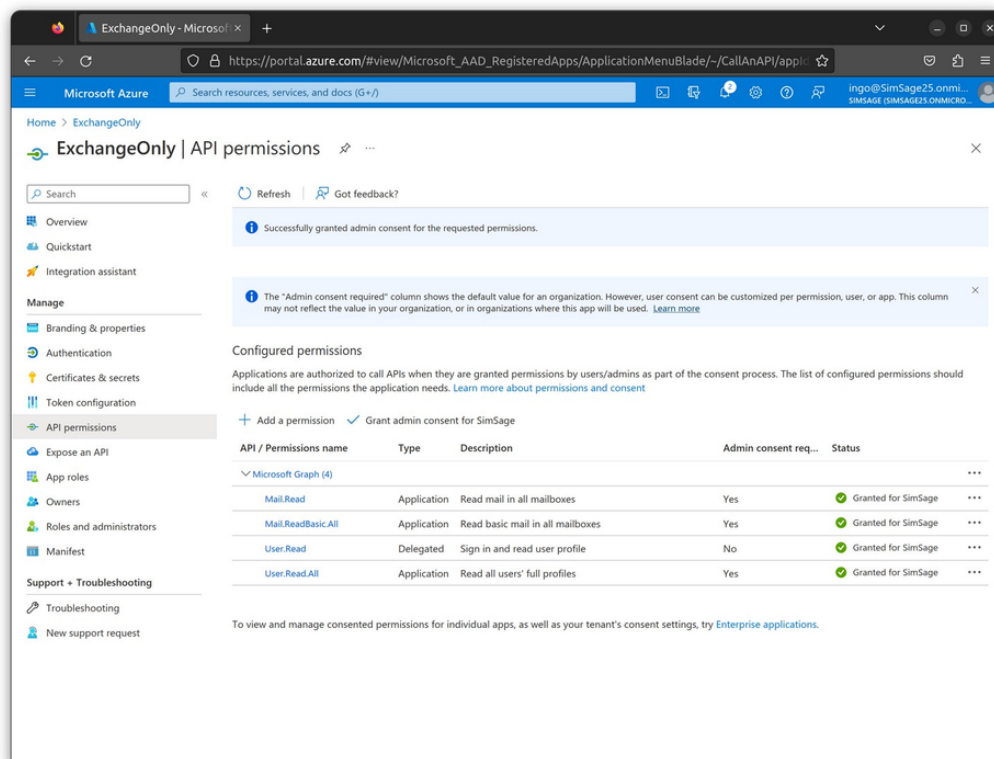 ExchangeOnly - Microsof
https://portal.azure.com/#view/Microsoft_AAD_RegisteredApps/ApplicationMenuBlade/~/CallAnAPI/appId
Microsoft Azure
Search resources, services, and docs (G+/)
2
ingo@SimSage25.onmi...
SIMSAGE (SIMSAGE25.ONMICRO...
Home > ExchangeOnly
ExchangeOnly | API permissions
Search
Refresh
Got feedback?
Overview
Quickstart
Integration assistant
Manage
Branding & properties
Authentication
Certificates & secrets
Token configuration
API permissions
Expose an API
App roles
Owners
Roles and administrators
Manifest
Support + Troubleshooting
Troubleshooting
New support request
Successfully granted admin consent for the requested permissions.
The "Admin consent required" column shows the default value for an organization. However, user consent can be customized per permission, user, or app. This column
may not reflect the value in your organization, or in organizations where this app will be used. Learn more
Configured permissions
Applications are authorized to call APIs when they are granted permissions by users/admins as part of the consent process. The list of configured permissions should
include all the permissions the application needs. Learn more about permissions and consent
Add a permission Grant admin consent for SimSage
API / Permissions name Type Description Admin consent req... Status
Microsoft Graph (4)
Mail.Read Application Read mail in all mailboxes Yes Granted for SimSage
Mail.ReadBasic.All Application Read basic mail in all mailboxes Yes Granted for SimSage
User.Read Delegated Sign in and read user profile No Granted for SimSage
User.Read.All Application Read all users' full profiles Yes Granted for SimSage
To view and manage consented permissions for individual apps, as well as your tenant's consent settings, try Enterprise applications.